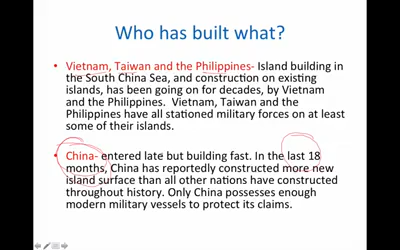 Who has built what?
• Vietnam, Taiwan and the Philippines- Island building in
the South China Sea, and construction on existing
islands, has been going on for decades, by Vietnam
and the Philippines.  Vietnam, Taiwan and the
Philippines have all stationed military forces on at least
some of their islands.
• China- entered late but building fast. In the last 18
months, China has reportedly constructed more new
island surface than all other nations have constructed
throughout history. Only China possesses enough
modern military vessels to protect its claims.